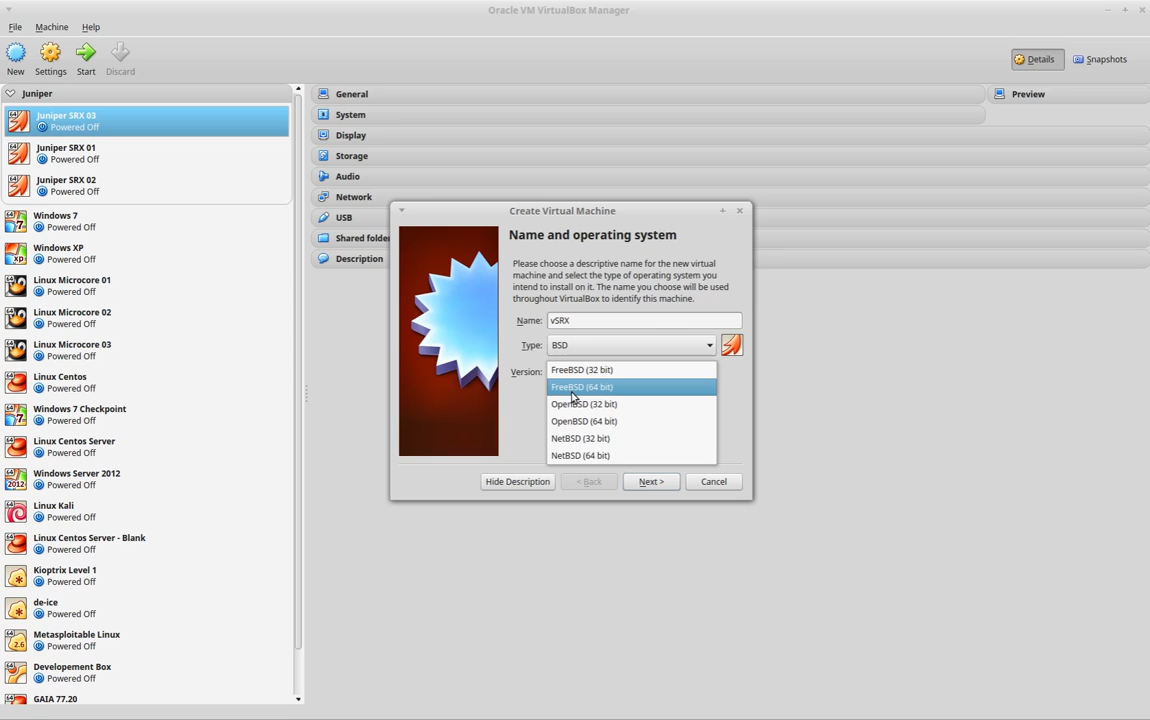 Oracle VM VirtualBox Manager
File Machine Help
New Settings Start Discard
Details Snapshots
Juniper
Juniper SRX 03
Powered Off
Juniper SRX 01
Powered Off
Juniper SRX 02
Powered Off
Windows 7
Powered Off
Windows XP
Powered Off
Linux Microcore 01
Powered Off
Linux Microcore 02
Powered Off
Linux Microcore 03
Powered Off
Linux Centos
Powered Off
Windows 7 Checkpoint
Powered Off
Linux Centos Server
Powered Off
Windows Server 2012
Powered Off
Linux Kali
Powered Off
Linux Centos Server - Blank
Powered Off
Kioptrix Level 1
Powered Off
de-ice
Powered Off
Metasploitable Linux
Powered Off
Developement Box
Powered Off
GAIA 77.20
General
System
Display
Storage
Audio
Network
USB
Shared folder
Description
Preview
Create Virtual Machine
Name and operating system
Please choose a descriptive name for the new virtual
machine and select the type of operating system you
intend to install on it. The name you choose will be used
throughout VirtualBox to identify this machine.
Name: vSRX
Type: BSD
Version:
FreeBSD (32 bit)
FreeBSD (64 bit)
OpenBSD (32 bit)
OpenBSD (64 bit)
NetBSD (32 bit)
NetBSD (64 bit)
Hide Description < Back Next > Cancel